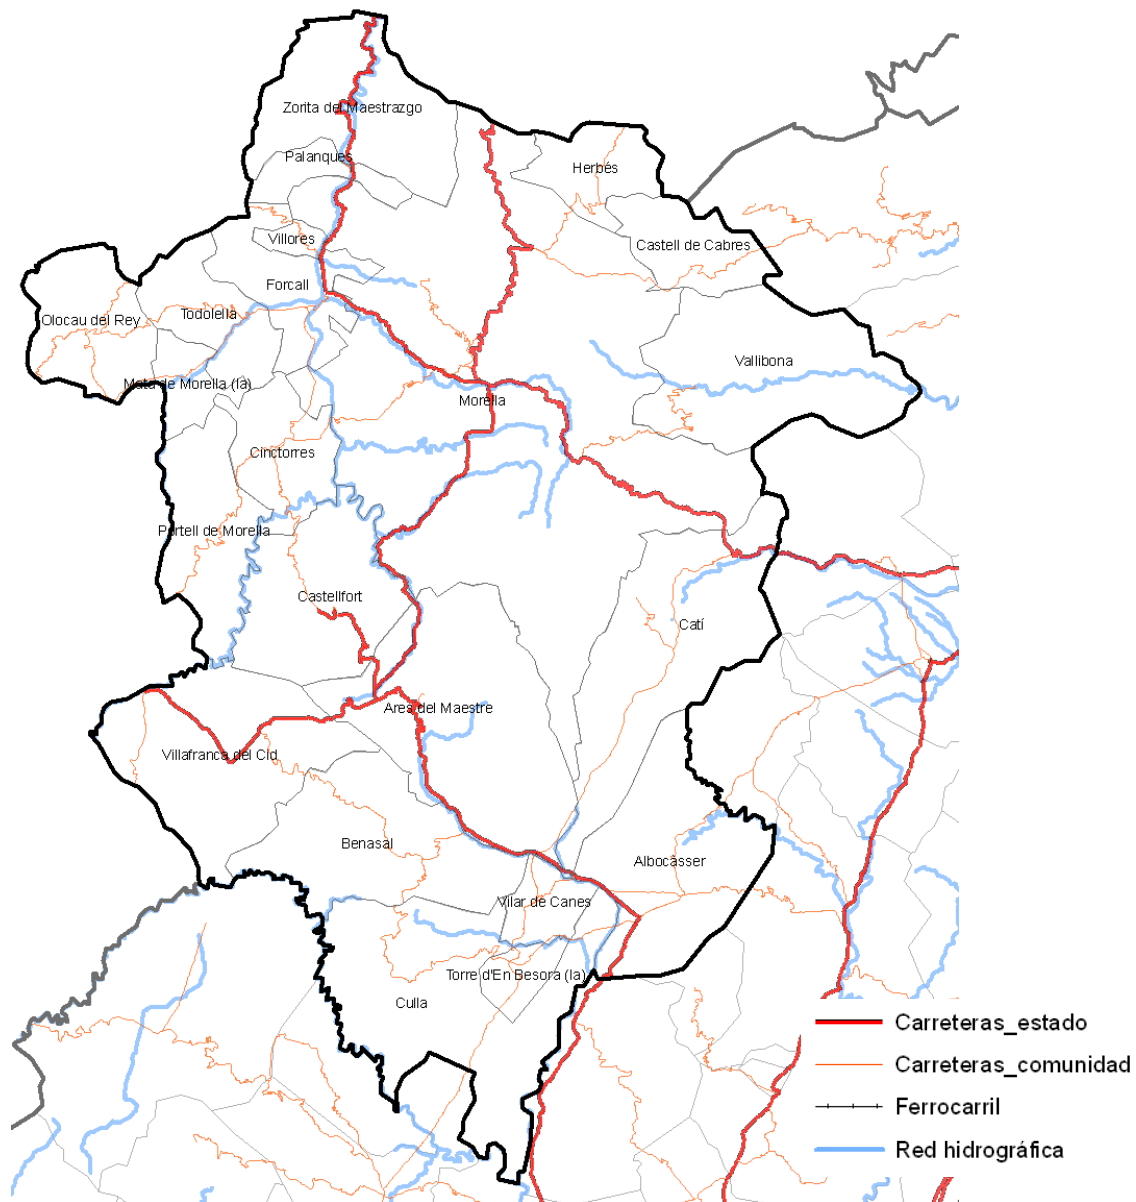 Zorita del Maestrazgo
Palanques
Herbés
Villores
Castell de Cabres
Forcall
Todolella
Olocau del Rey
Vallibona
Mata de Morella (la)
Morella
Cinctorres
Portell de Morella
Castellfort
Catí
Ares del Maestre
Villafranca del Cid
Benasal
Albocàsser
Vilar de Canes
Torre d'En Besora (la)
Culla
Carreteras_estado
Carreteras_comunidad
Ferrocarril
Red hidrográfica